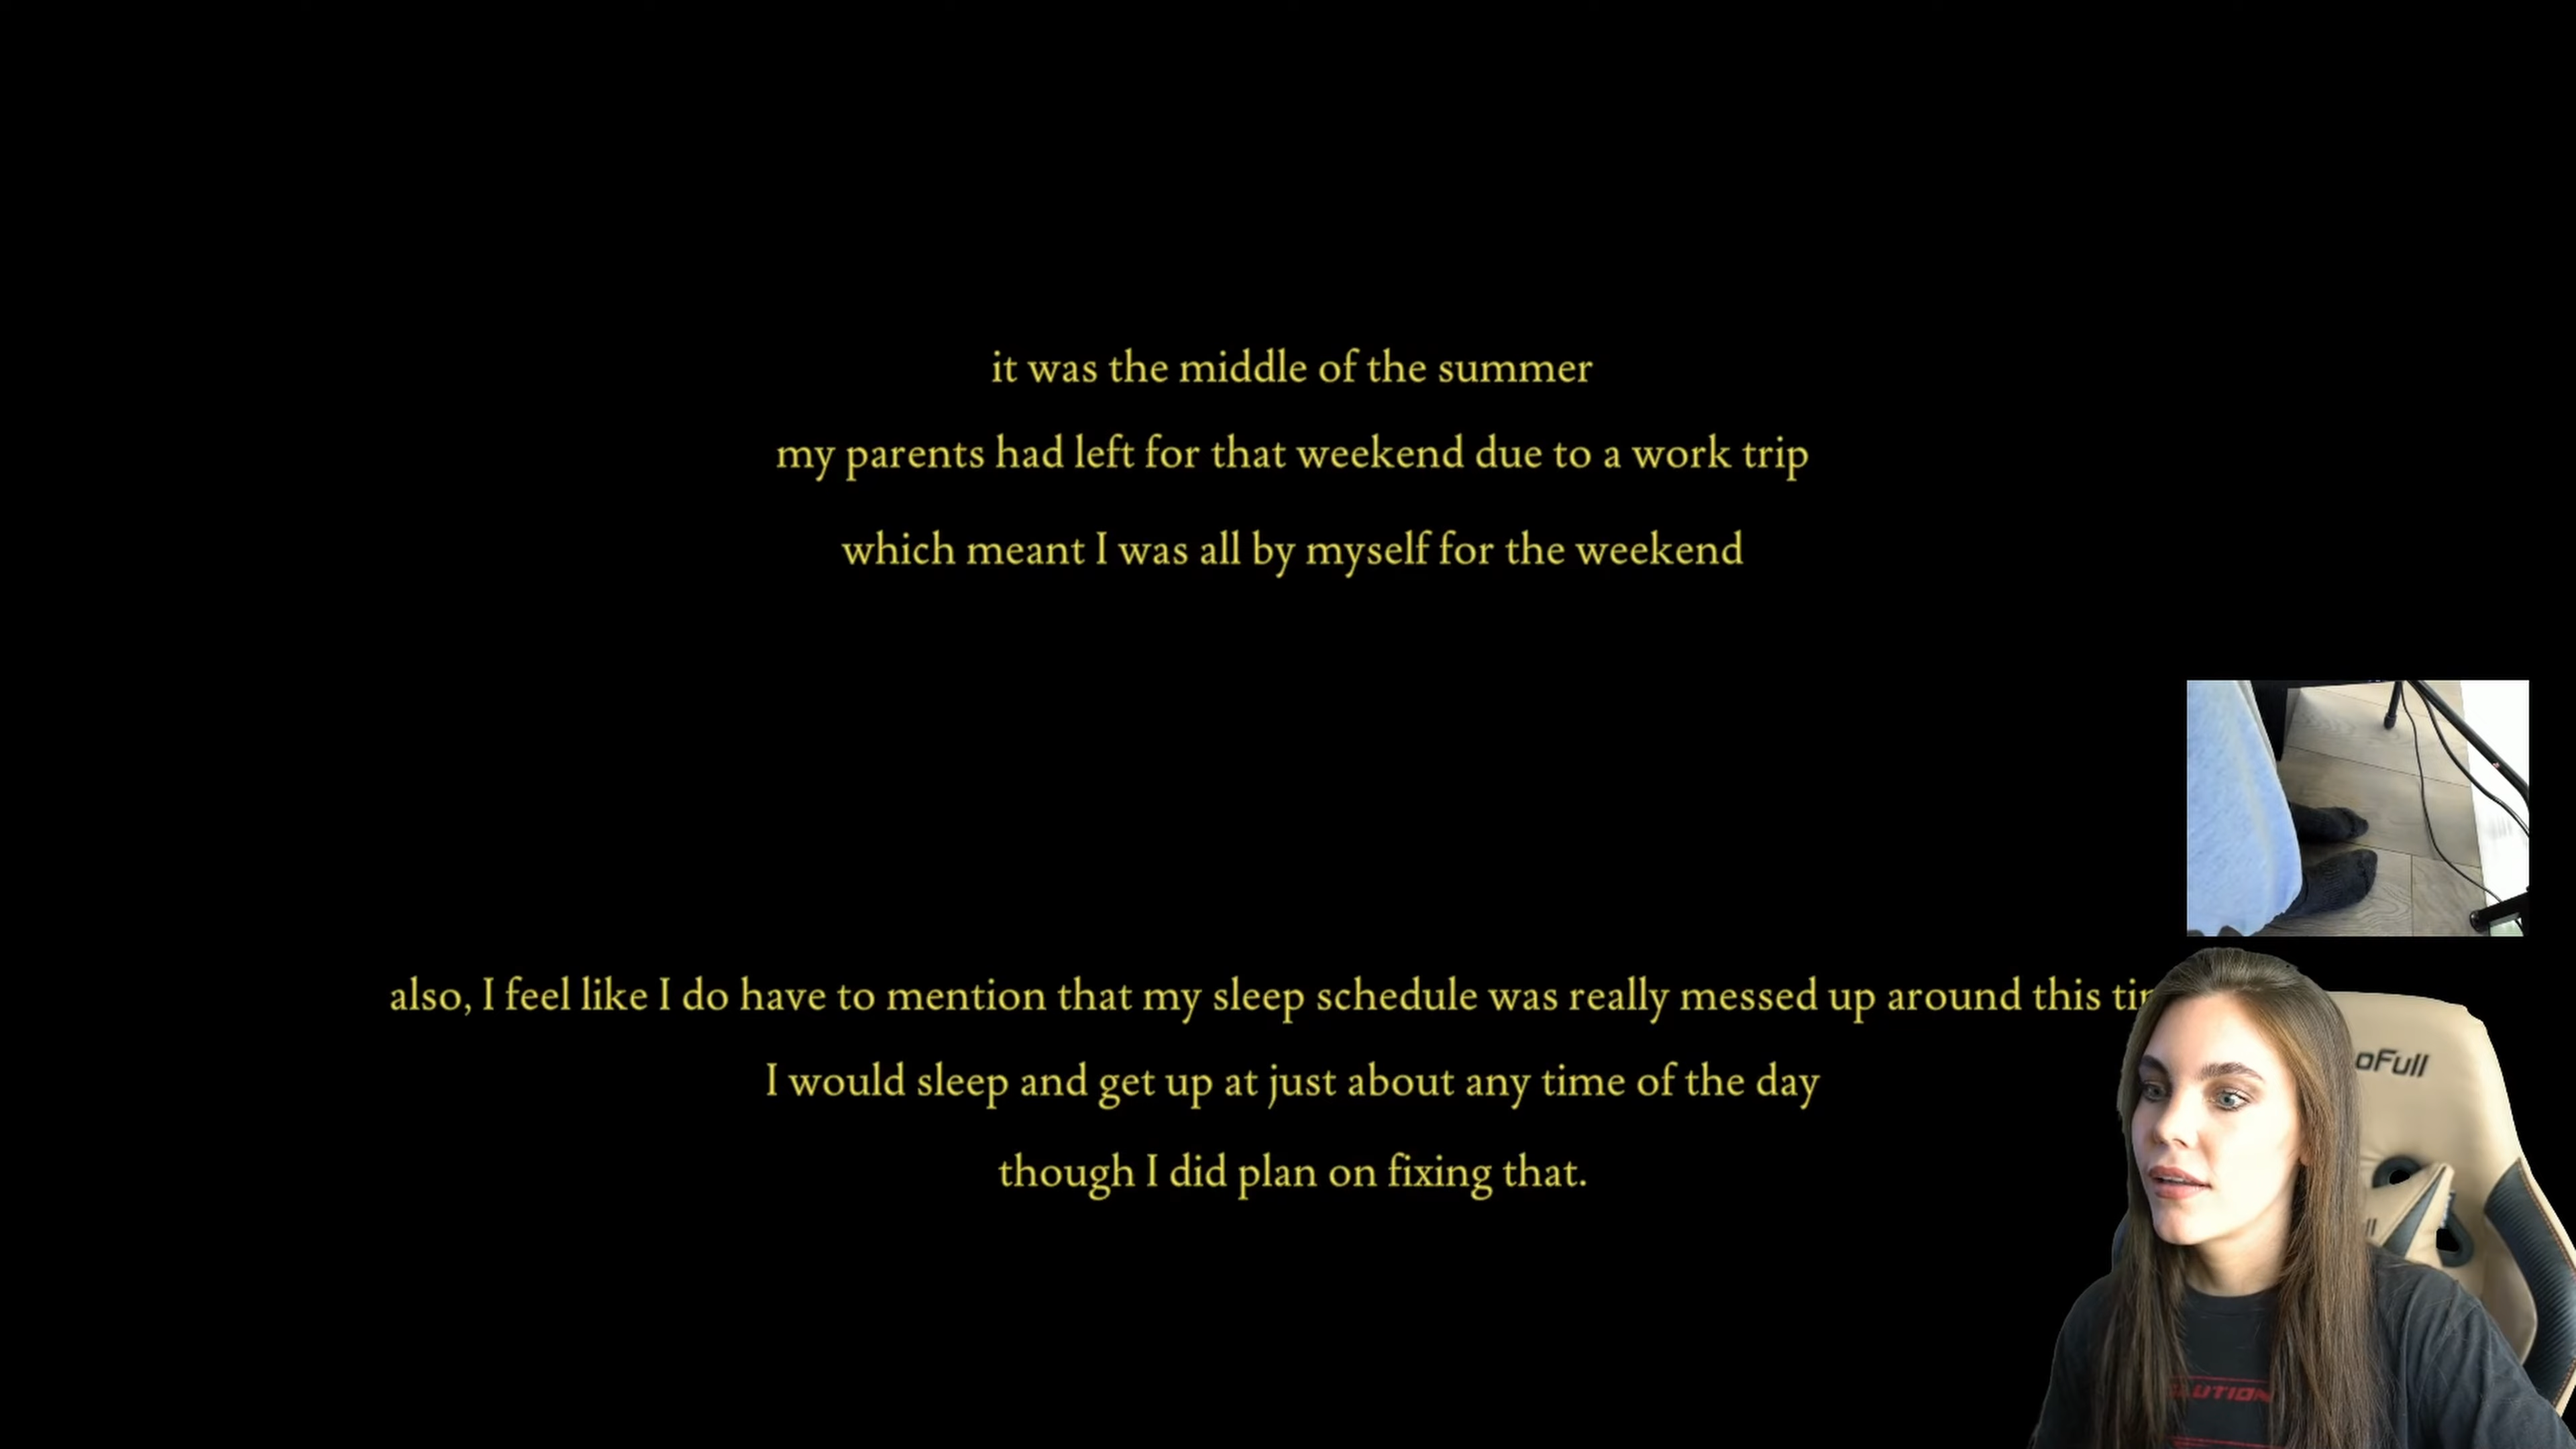 it was the middle of the summer
my parents had left for that weekend due to a work trip
which meant I was all by myself for the weekend
also, I feel like I do have to mention that my sleep schedule was really messed up around this
I would sleep and get up at just about any time of the day
though I did plan on fixing that.